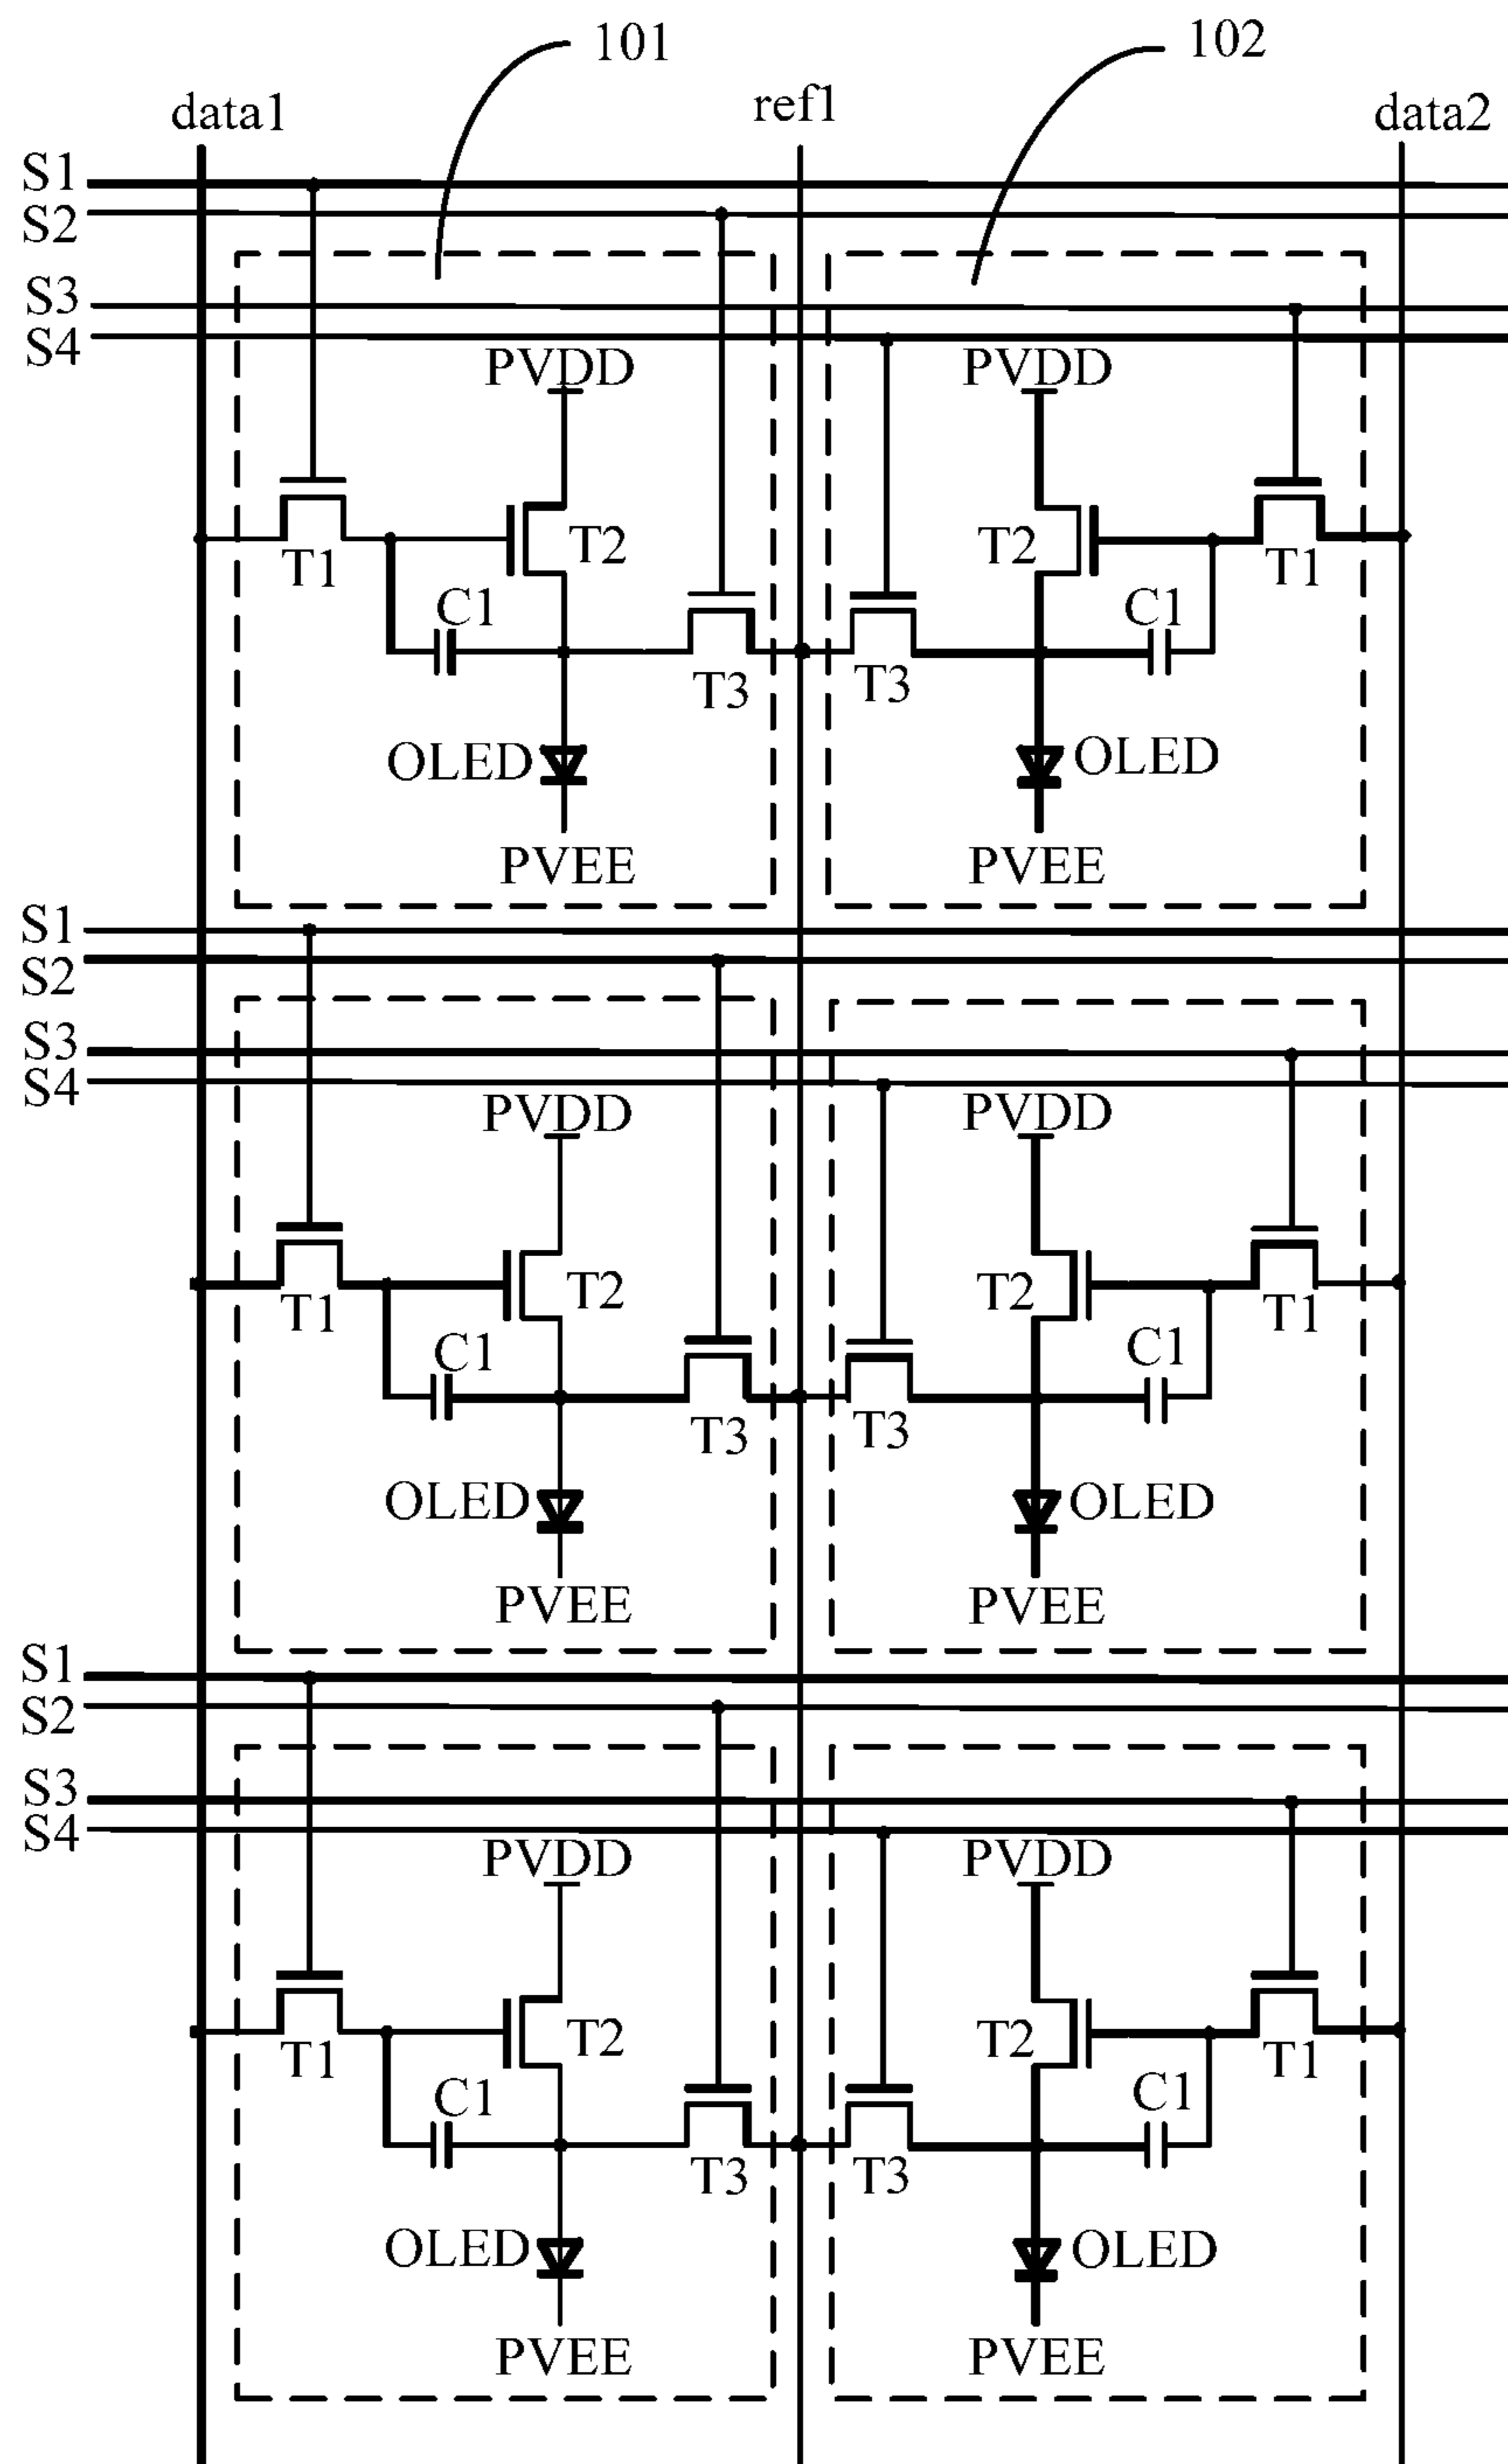 101
102
data1
ref1
data2
S1
S2
S3
S4
PVDD
PVDD
T1
T2
T2
T1
C1
C1
T3
T3
OLED
OLED
PVEE
PVEE
S1
S2
S3
S4
PVDD
PVDD
T1
T2
T2
T1
C1
C1
T3
T3
OLED
OLED
PVEE
PVEE
S1
S2
S3
S4
PVDD
PVDD
T1
T2
T2
T1
C1
C1
T3
T3
OLED
OLED
PVEE
PVEE